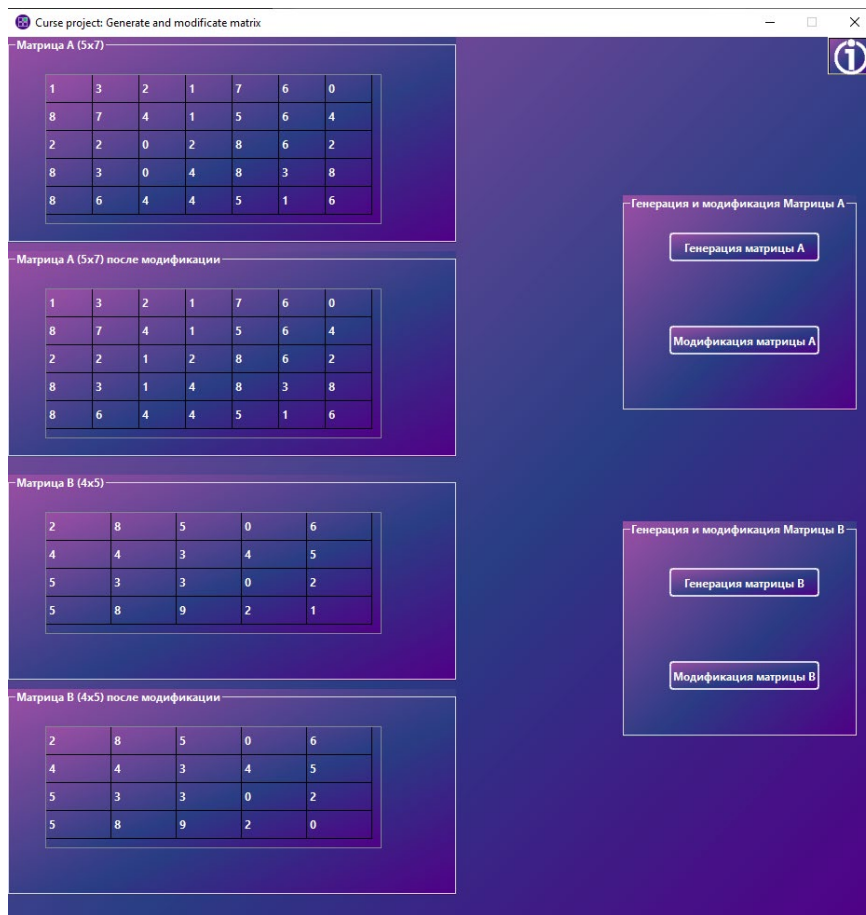 Curse project: Generate and modificate matrix
Матрица А (5x7)
1 3 2 1 7 6 0
8 7 4 1 5 6 4
2 2 0 2 8 6 2
8 3 0 4 8 3 8
8 6 4 4 5 1 6
Матрица А (5x7) после модификации
1 3 2 1 7 6 0
8 7 4 1 5 6 4
2 2 1 2 8 6 2
8 3 1 4 8 3 8
8 6 4 4 5 1 6
Матрица В (4x5)
2 8 5 0 6
4 4 3 4 5
5 3 3 0 2
5 8 9 2 1
Матрица В (4x5) после модификации
2 8 5 0 6
4 4 3 4 5
5 3 3 0 2
5 8 9 2 0
Генерация и модификация Матрицы А
Генерация матрицы А
Модификация матрицы А
Генерация и модификация Матрицы В
Генерация матрицы В
Модификация матрицы В